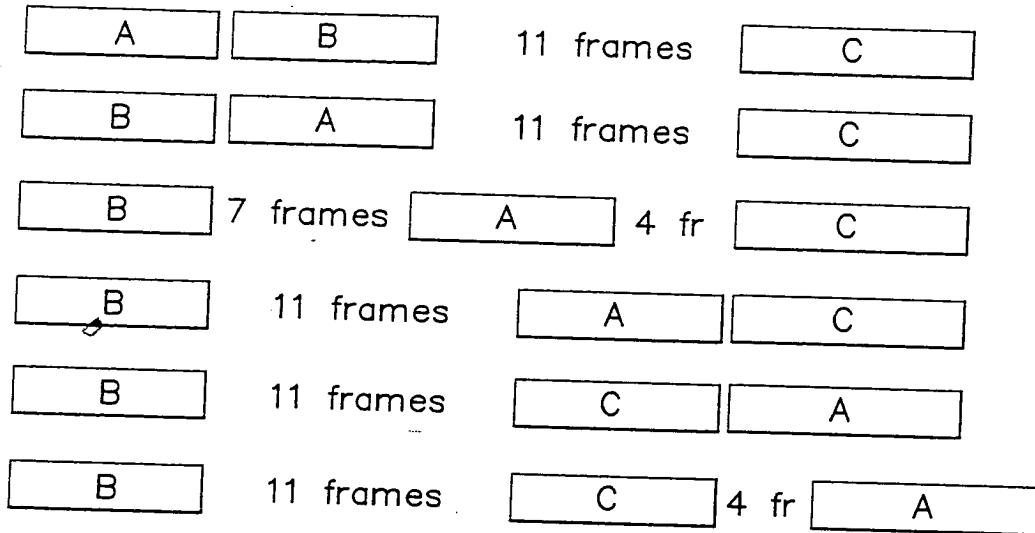 A B 11 frames C
B A 11 frames C
B 7 frames A 4 fr C
B 11 frames A C
B 11 frames C A
B 11 frames C 4 fr A